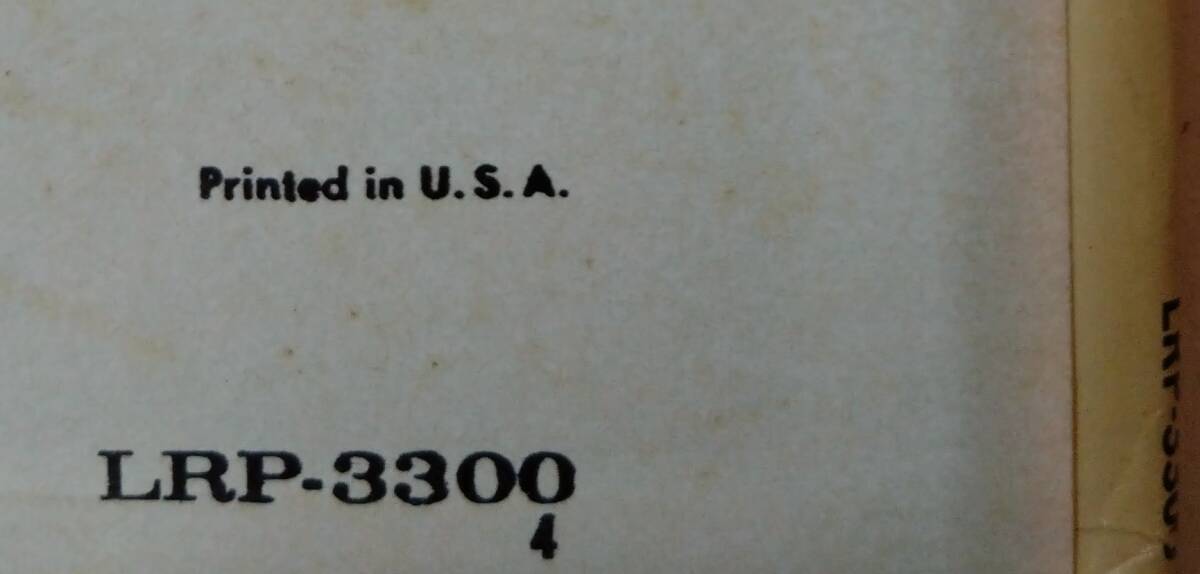 Printed in U.S.A.
LRP-3300
4